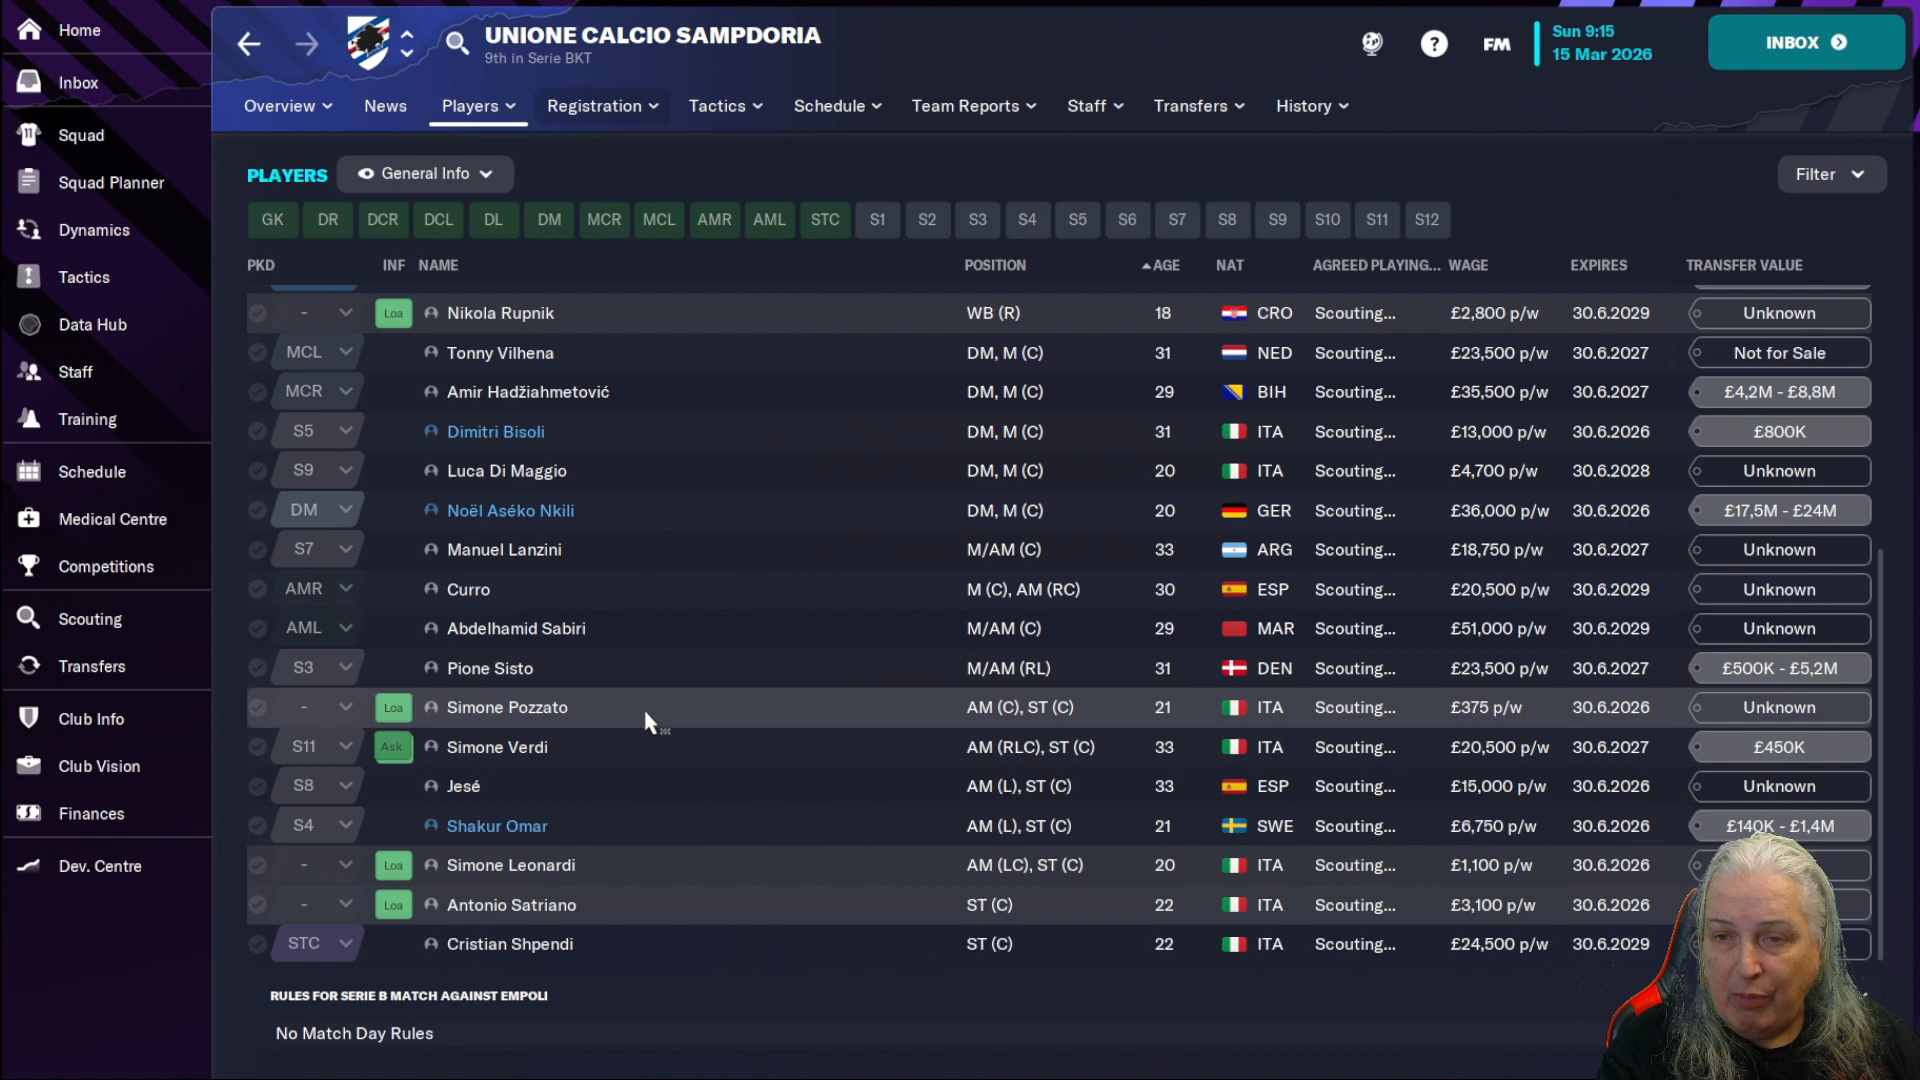 Home
Inbox
Squad
Squad Planner
Dynamics
Tactics
Data Hub
Staff
Training
Schedule
Medical Centre
Competitions
Scouting
Transfers
Club Info
Club Vision
Finances
Dev. Centre
UNIONE CALCIO SAMPDORIA
9th in Serie BKT
?
FM
Sun 9:15
15 Mar 2026
INBOX
Overview News Players Registration Tactics Schedule Team Reports Staff Transfers History
PLAYERS General Info Filter
GK DR DCR DCL DL DM MCR MCL AMR AML STC S1 S2 S3 S4 S5 S6 S7 S8 S9 S10 S11 S12
PKD INF NAME POSITION AGE NAT AGREED PLAYING... WAGE EXPIRES TRANSFER VALUE
- Loa Nikola Rupnik WB (R) 18 CRO Scouting... £2,800 p/w 30.6.2029 Unknown
MCL Tonny Vilhena DM, M (C) 31 NED Scouting... £23,500 p/w 30.6.2027 Not for Sale
MCR Amir Hadžiahmetović DM, M (C) 29 BIH Scouting... £35,500 p/w 30.6.2027 £4,2M - £8,8M
S5 Dimitri Bisoli DM, M (C) 31 ITA Scouting... £13,000 p/w 30.6.2026 £800K
S9 Luca Di Maggio DM, M (C) 20 ITA Scouting... £4,700 p/w 30.6.2028 Unknown
DM Noël Aséko Nkili DM, M (C) 20 GER Scouting... £36,000 p/w 30.6.2026 £17,5M - £24M
S7 Manuel Lanzini M/AM (C) 33 ARG Scouting... £18,750 p/w 30.6.2027 Unknown
AMR Curro M (C), AM (RC) 30 ESP Scouting... £20,500 p/w 30.6.2029 Unknown
AML Abdelhamid Sabiri M/AM (C) 29 MAR Scouting... £51,000 p/w 30.6.2029 Unknown
S3 Pione Sisto M/AM (RL) 31 DEN Scouting... £23,500 p/w 30.6.2027 £500K - £5,2M
- Loa Simone Pozzato AM (C), ST (C) 21 ITA Scouting... £375 p/w 30.6.2026 Unknown
S11 Ask Simone Verdi AM (RLC), ST (C) 33 ITA Scouting... £20,500 p/w 30.6.2027 £450K
S8 Jesé AM (L), ST (C) 33 ESP Scouting... £15,000 p/w 30.6.2026 Unknown
S4 Shakur Omar AM (L), ST (C) 21 SWE Scouting... £6,750 p/w 30.6.2026 £140K - £1,4M
- Loa Simone Leonardi AM (LC), ST (C) 20 ITA Scouting... £1,100 p/w 30.6.2026
- Loa Antonio Satriano ST (C) 22 ITA Scouting... £3,100 p/w 30.6.2026
STC Cristian Shpendi ST (C) 22 ITA Scouting... £24,500 p/w 30.6.2029
RULES FOR SERIE B MATCH AGAINST EMPOLI
No Match Day Rules